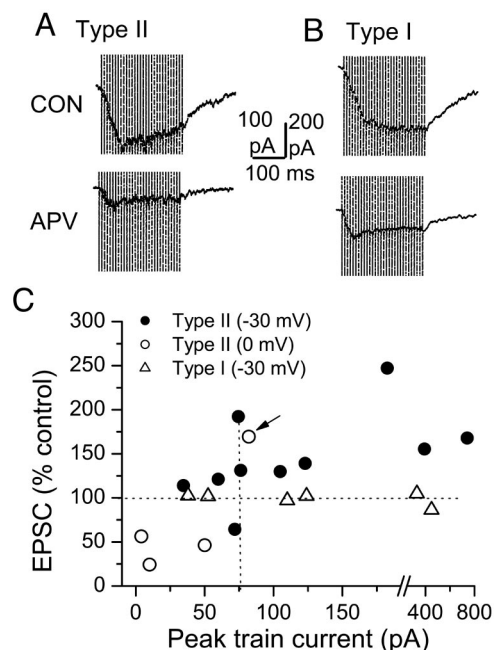 A Type II
B Type I
CON
100 pA
200 pA
100 ms
APV
C
Type II (-30 mV)
Type II (0 mV)
Type I (-30 mV)
300
250
200
150
100
50
0
EPSC (% control)
0 50 100 150 400 800
Peak train current (pA)